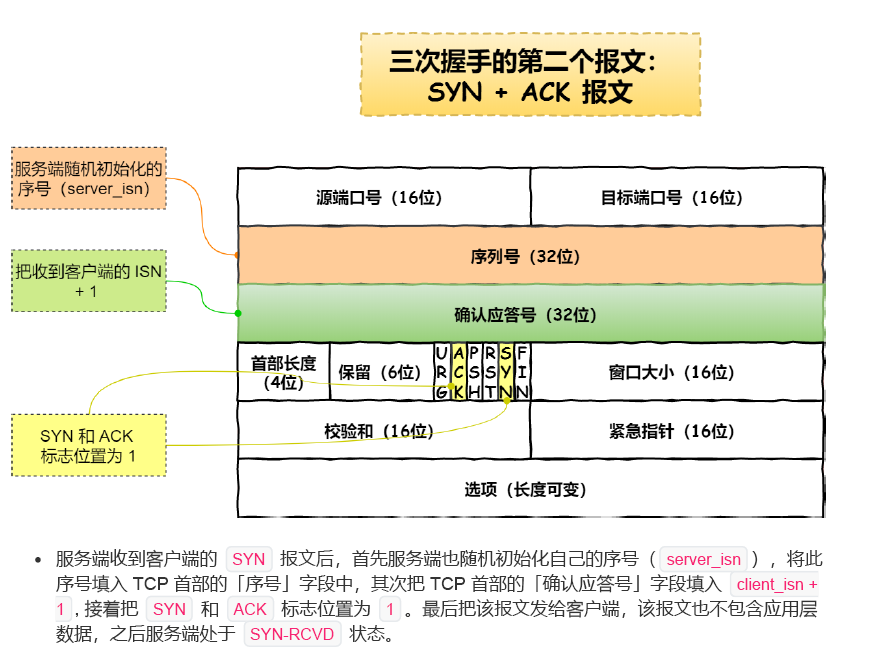 三次握手的第二个报文：
SYN + ACK 报文
服务端随机初始化的
序号（server_isn）
源端口号（16位）
目标端口号（16位）
序列号（32位）
把收到客户端的 ISN
+ 1
确认应答号（32位）
首部长度
（4位）
保留（6位）
URG
ACK
PSH
RST
SYN
FIN
窗口大小（16位）
SYN 和 ACK
标志位置为 1
校验和（16位）
紧急指针（16位）
选项（长度可变）
• 服务端收到客户端的 SYN 报文后，首先服务端也随机初始化自己的序号（ server_isn ），将此
序号填入 TCP 首部的「序号」字段中，其次把 TCP 首部的「确认应答号」字段填入 client_isn +
1 , 接着把 SYN 和 ACK 标志位置为 1 。最后把该报文发给客户端，该报文也不包含应用层
数据，之后服务端处于 SYN-RCVD 状态。